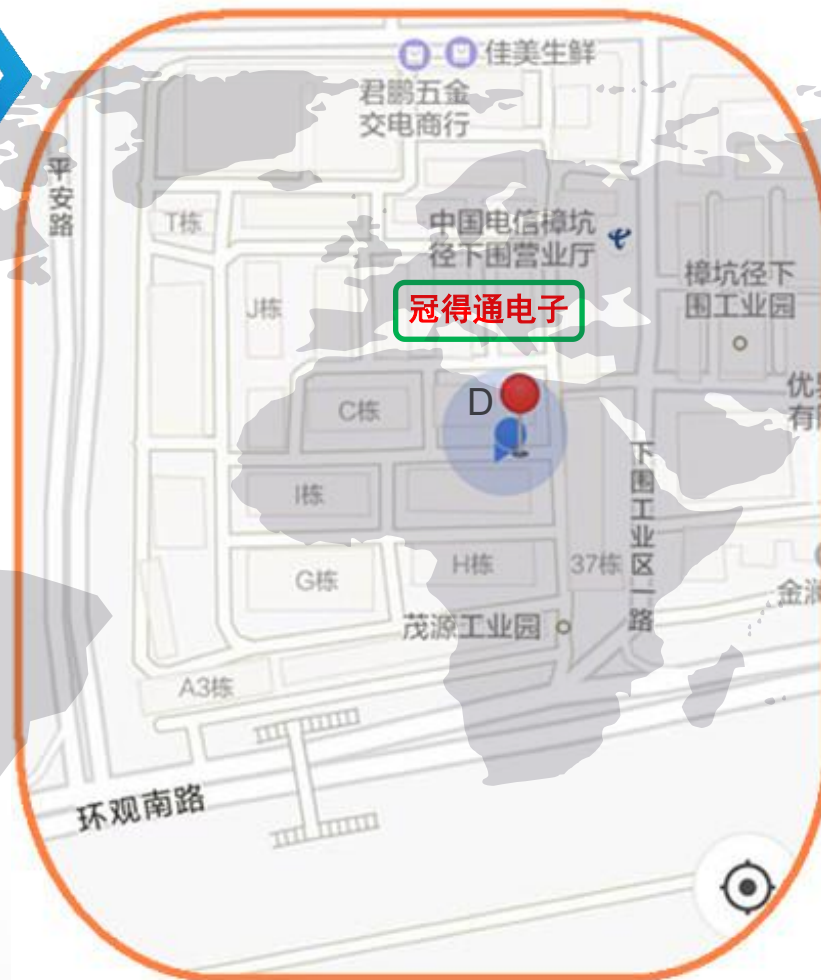 佳美生鲜
君鹏五金
交电商行
平安路
T栋
中国电信樟坑
径下围营业厅
樟坑径下
围工业园
J栋
冠得通电子
D
C栋
优
有
下围工业区一路
I栋
G栋
H栋
37栋
金
茂源工业园
A3栋
环观南路